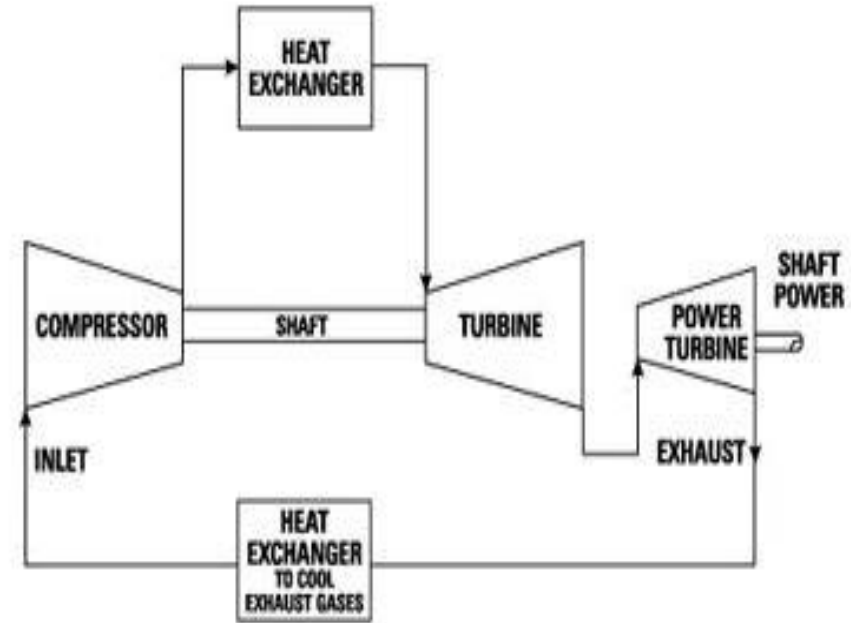 HEAT
EXCHANGER
COMPRESSOR
SHAFT
TURBINE
POWER
TURBINE
SHAFT
POWER
INLET
EXHAUST
HEAT
EXCHANGER
TO COOL
EXHAUST GASES